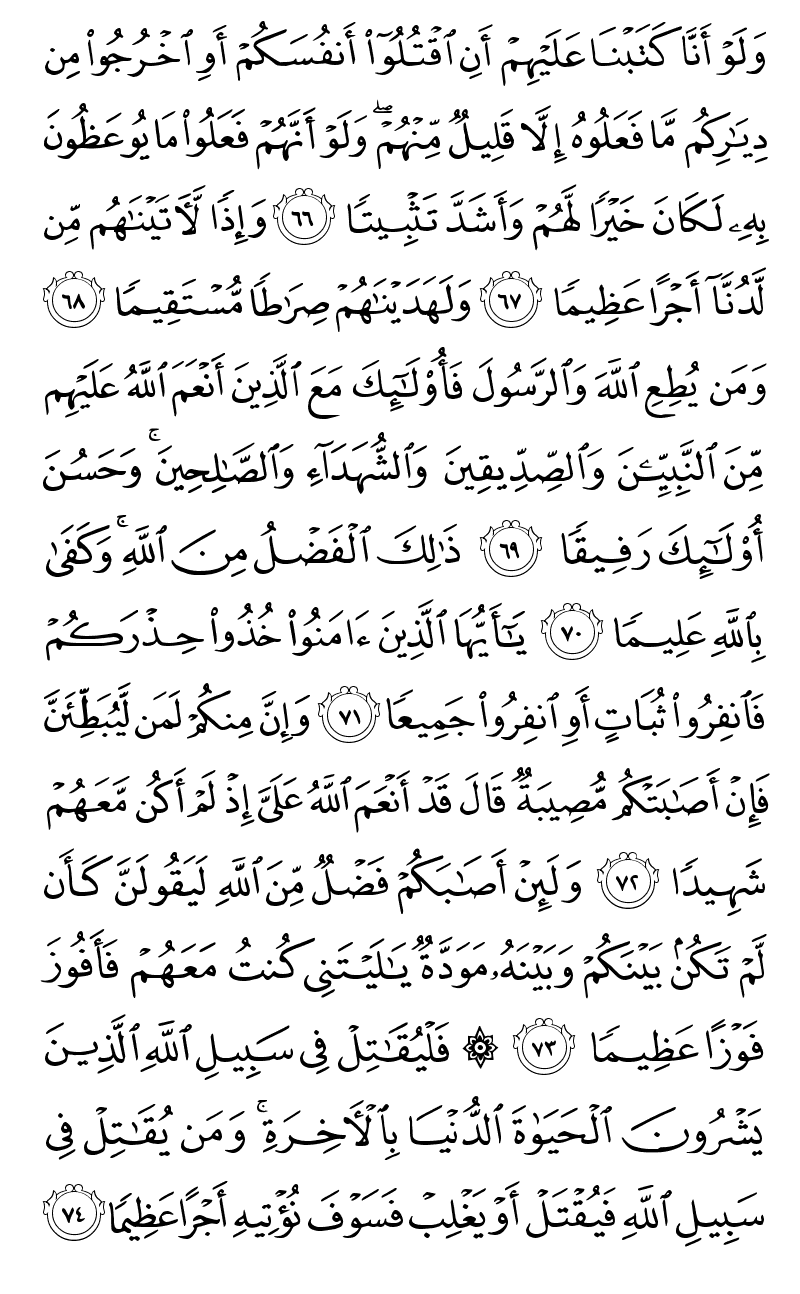 وَلَوۡ أَنَّا كَتَبۡنَا عَلَيۡهِمۡ أَنِ ٱقۡتُلُوٓاْ أَنفُسَكُمۡ أَوِ ٱخۡرُجُواْ مِن
دِيَٰرِكُم مَّا فَعَلُوهُ إِلَّا قَلِيلٞ مِّنۡهُمۡۖ وَلَوۡ أَنَّهُمۡ فَعَلُواْ مَا يُوعَظُونَ
بِهِۦ لَكَانَ خَيۡرٗا لَّهُمۡ وَأَشَدَّ تَثۡبِيتٗا ٦٦ وَإِذٗا لَّأٓتَيۡنَٰهُم مِّن
لَّدُنَّآ أَجۡرًا عَظِيمٗا ٦٧ وَلَهَدَيۡنَٰهُمۡ صِرَٰطٗا مُّسۡتَقِيمٗا ٦٨
وَمَن يُطِعِ ٱللَّهَ وَٱلرَّسُولَ فَأُوْلَٰٓئِكَ مَعَ ٱلَّذِينَ أَنۡعَمَ ٱللَّهُ عَلَيۡهِم
مِّنَ ٱلنَّبِيِّـۧنَ وَٱلصِّدِّيقِينَ وَٱلشُّهَدَآءِ وَٱلصَّٰلِحِينَۚ وَحَسُنَ
أُوْلَٰٓئِكَ رَفِيقٗا ٦٩ ذَٰلِكَ ٱلۡفَضۡلُ مِنَ ٱللَّهِۚ وَكَفَىٰ
بِٱللَّهِ عَلِيمٗا ٧٠ يَٰٓأَيُّهَا ٱلَّذِينَ ءَامَنُواْ خُذُواْ حِذۡرَكُمۡ
فَٱنفِرُواْ ثُبَاتٍ أَوِ ٱنفِرُواْ جَمِيعٗا ٧١ وَإِنَّ مِنكُمۡ لَمَن لَّيُبَطِّئَنَّ
فَإِنۡ أَصَٰبَتۡكُم مُّصِيبَةٞ قَالَ قَدۡ أَنۡعَمَ ٱللَّهُ عَلَيَّ إِذۡ لَمۡ أَكُن مَّعَهُمۡ
شَهِيدٗا ٧٢ وَلَئِنۡ أَصَٰبَكُمۡ فَضۡلٞ مِّنَ ٱللَّهِ لَيَقُولَنَّ كَأَن
لَّمۡ تَكُنۢ بَيۡنَكُمۡ وَبَيۡنَهُۥ مَوَدَّةٞ يَٰلَيۡتَنِي كُنتُ مَعَهُمۡ فَأَفُوزَ
فَوۡزًا عَظِيمٗا ٧٣ ۞ فَلۡيُقَٰتِلۡ فِي سَبِيلِ ٱللَّهِ ٱلَّذِينَ
يَشۡرُونَ ٱلۡحَيَوٰةَ ٱلدُّنۡيَا بِٱلۡأٓخِرَةِۚ وَمَن يُقَٰتِلۡ فِي
سَبِيلِ ٱللَّهِ فَيُقۡتَلۡ أَوۡ يَغۡلِبۡ فَسَوۡفَ نُؤۡتِيهِ أَجۡرًا عَظِيمٗا ٧٤